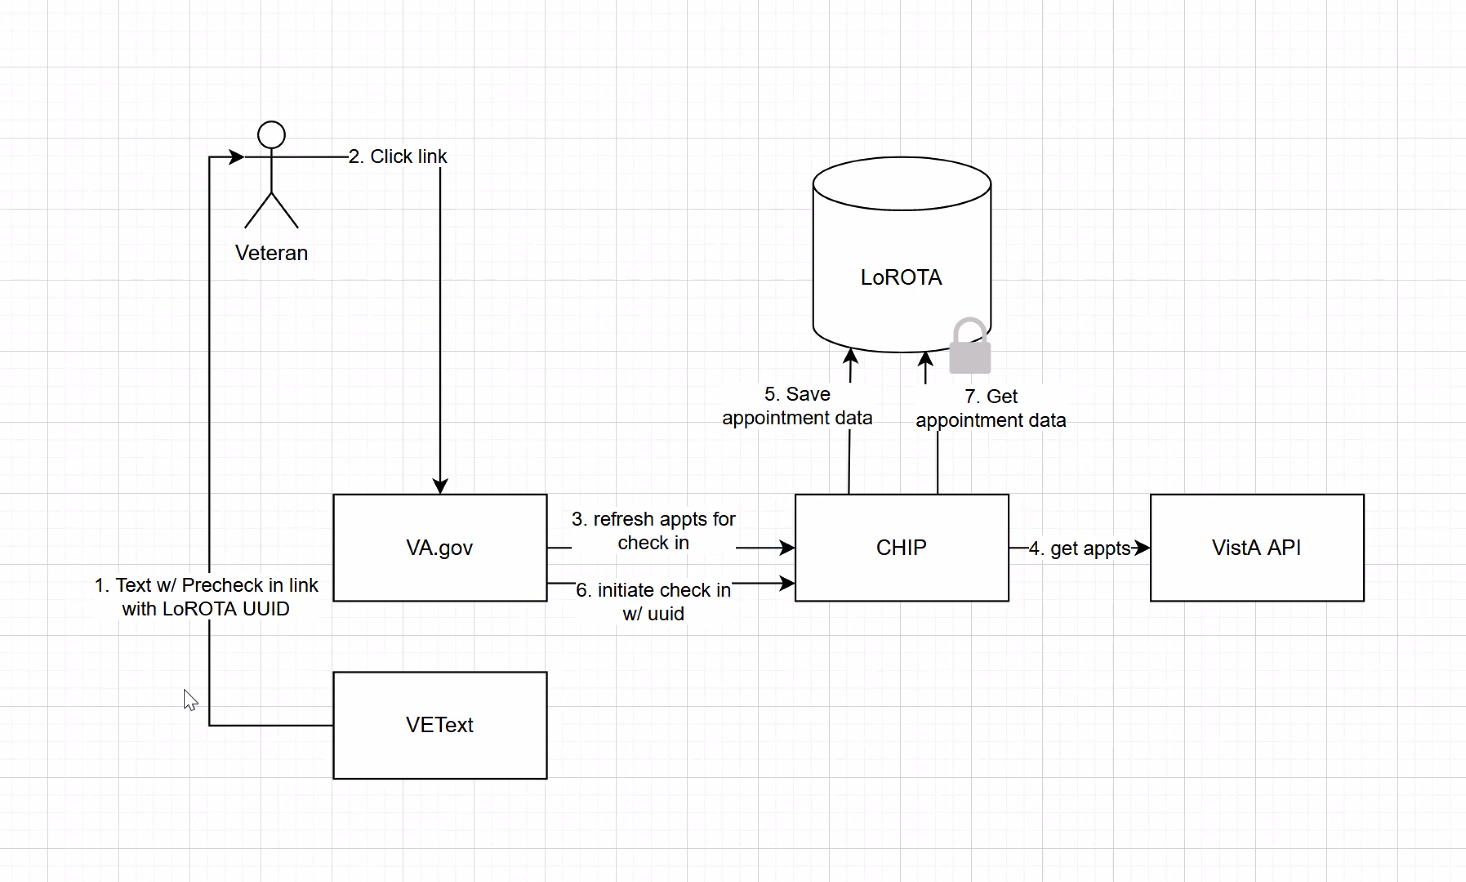 2. Click link
Veteran
LoROTA
5. Save
appointment data
7. Get
appointment data
3. refresh appts for
check in
VA.gov
CHIP
4. get appts
VistA API
6. initiate check in
w/ uuid
1. Text w/ Precheck in link
with LoROTA UUID
VEText